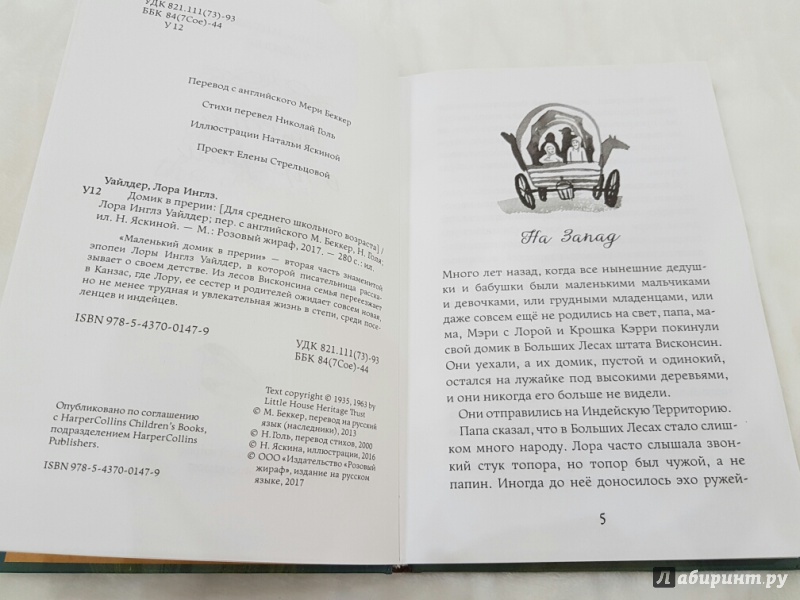 УДК 821.111(73)-93
ББК 84(7Сое)-44
У 12
Перевод с английского Мери Беккер
Стихи перевел Николай Голь
Иллюстрации Натальи Яскиной
Проект Елены Стрельцовой
Уайлдер, Лора Инглз.
У12 Домик в прерии: [Для среднего школьного возраста] /
Лора Инглз Уайлдер; пер. с английского М. Беккер, Н. Голя;
ил. Н. Яскиной. — М.: Розовый жираф, 2017. — 280 с.: ил.
«Маленький домик в прерии» — вторая часть знаменитой
эпопеи Лоры Инглз Уайлдер, в которой писательница расска-
зывает о своем детстве. Из лесов Висконсина семья переезжает
в Канзас, где Лору, ее сестер и родителей ожидает совсем новая,
но не менее трудная и увлекательная жизнь в степи, среди посе-
ленцев и индейцев.
ISBN 978-5-4370-0147-9
УДК 821.111(73)-93
ББК 84(7Сое)-44
Опубликовано по соглашению
с HarperCollins Children's Books,
подразделением HarperCollins
Publishers.
ISBN 978-5-4370-0147-9
Text copyright © 1935, 1963 by
Little House Heritage Trust
© М. Беккер, перевод на русский
язык (наследники), 2013
© Н. Голь, перевод стихов, 2000
© Н. Яскина, иллюстрации, 2016
© ООО «Издательство «Розовый
жираф», издание на русском
языке, 2017
На Запад
Много лет назад, когда все нынешние дедуш-
ки и бабушки были маленькими мальчиками
и девочками, или грудными младенцами, или
даже совсем ещё не родились на свет, папа, ма-
ма, Мэри с Лорой и Крошка Кэрри покинули
свой домик в Больших Лесах штата Висконсин.
Они уехали, а их домик, пустой и одинокий,
остался на лужайке под высокими деревьями,
и они никогда его больше не видели.
Они отправились на Индейскую Территорию.
Папа сказал, что в Больших Лесах стало слиш-
ком много народу. Лора часто слышала звон-
кий стук топора, но топор был чужой, а не
папин. Иногда до неё доносилось эхо ружей-
5
Лабиринт.ру